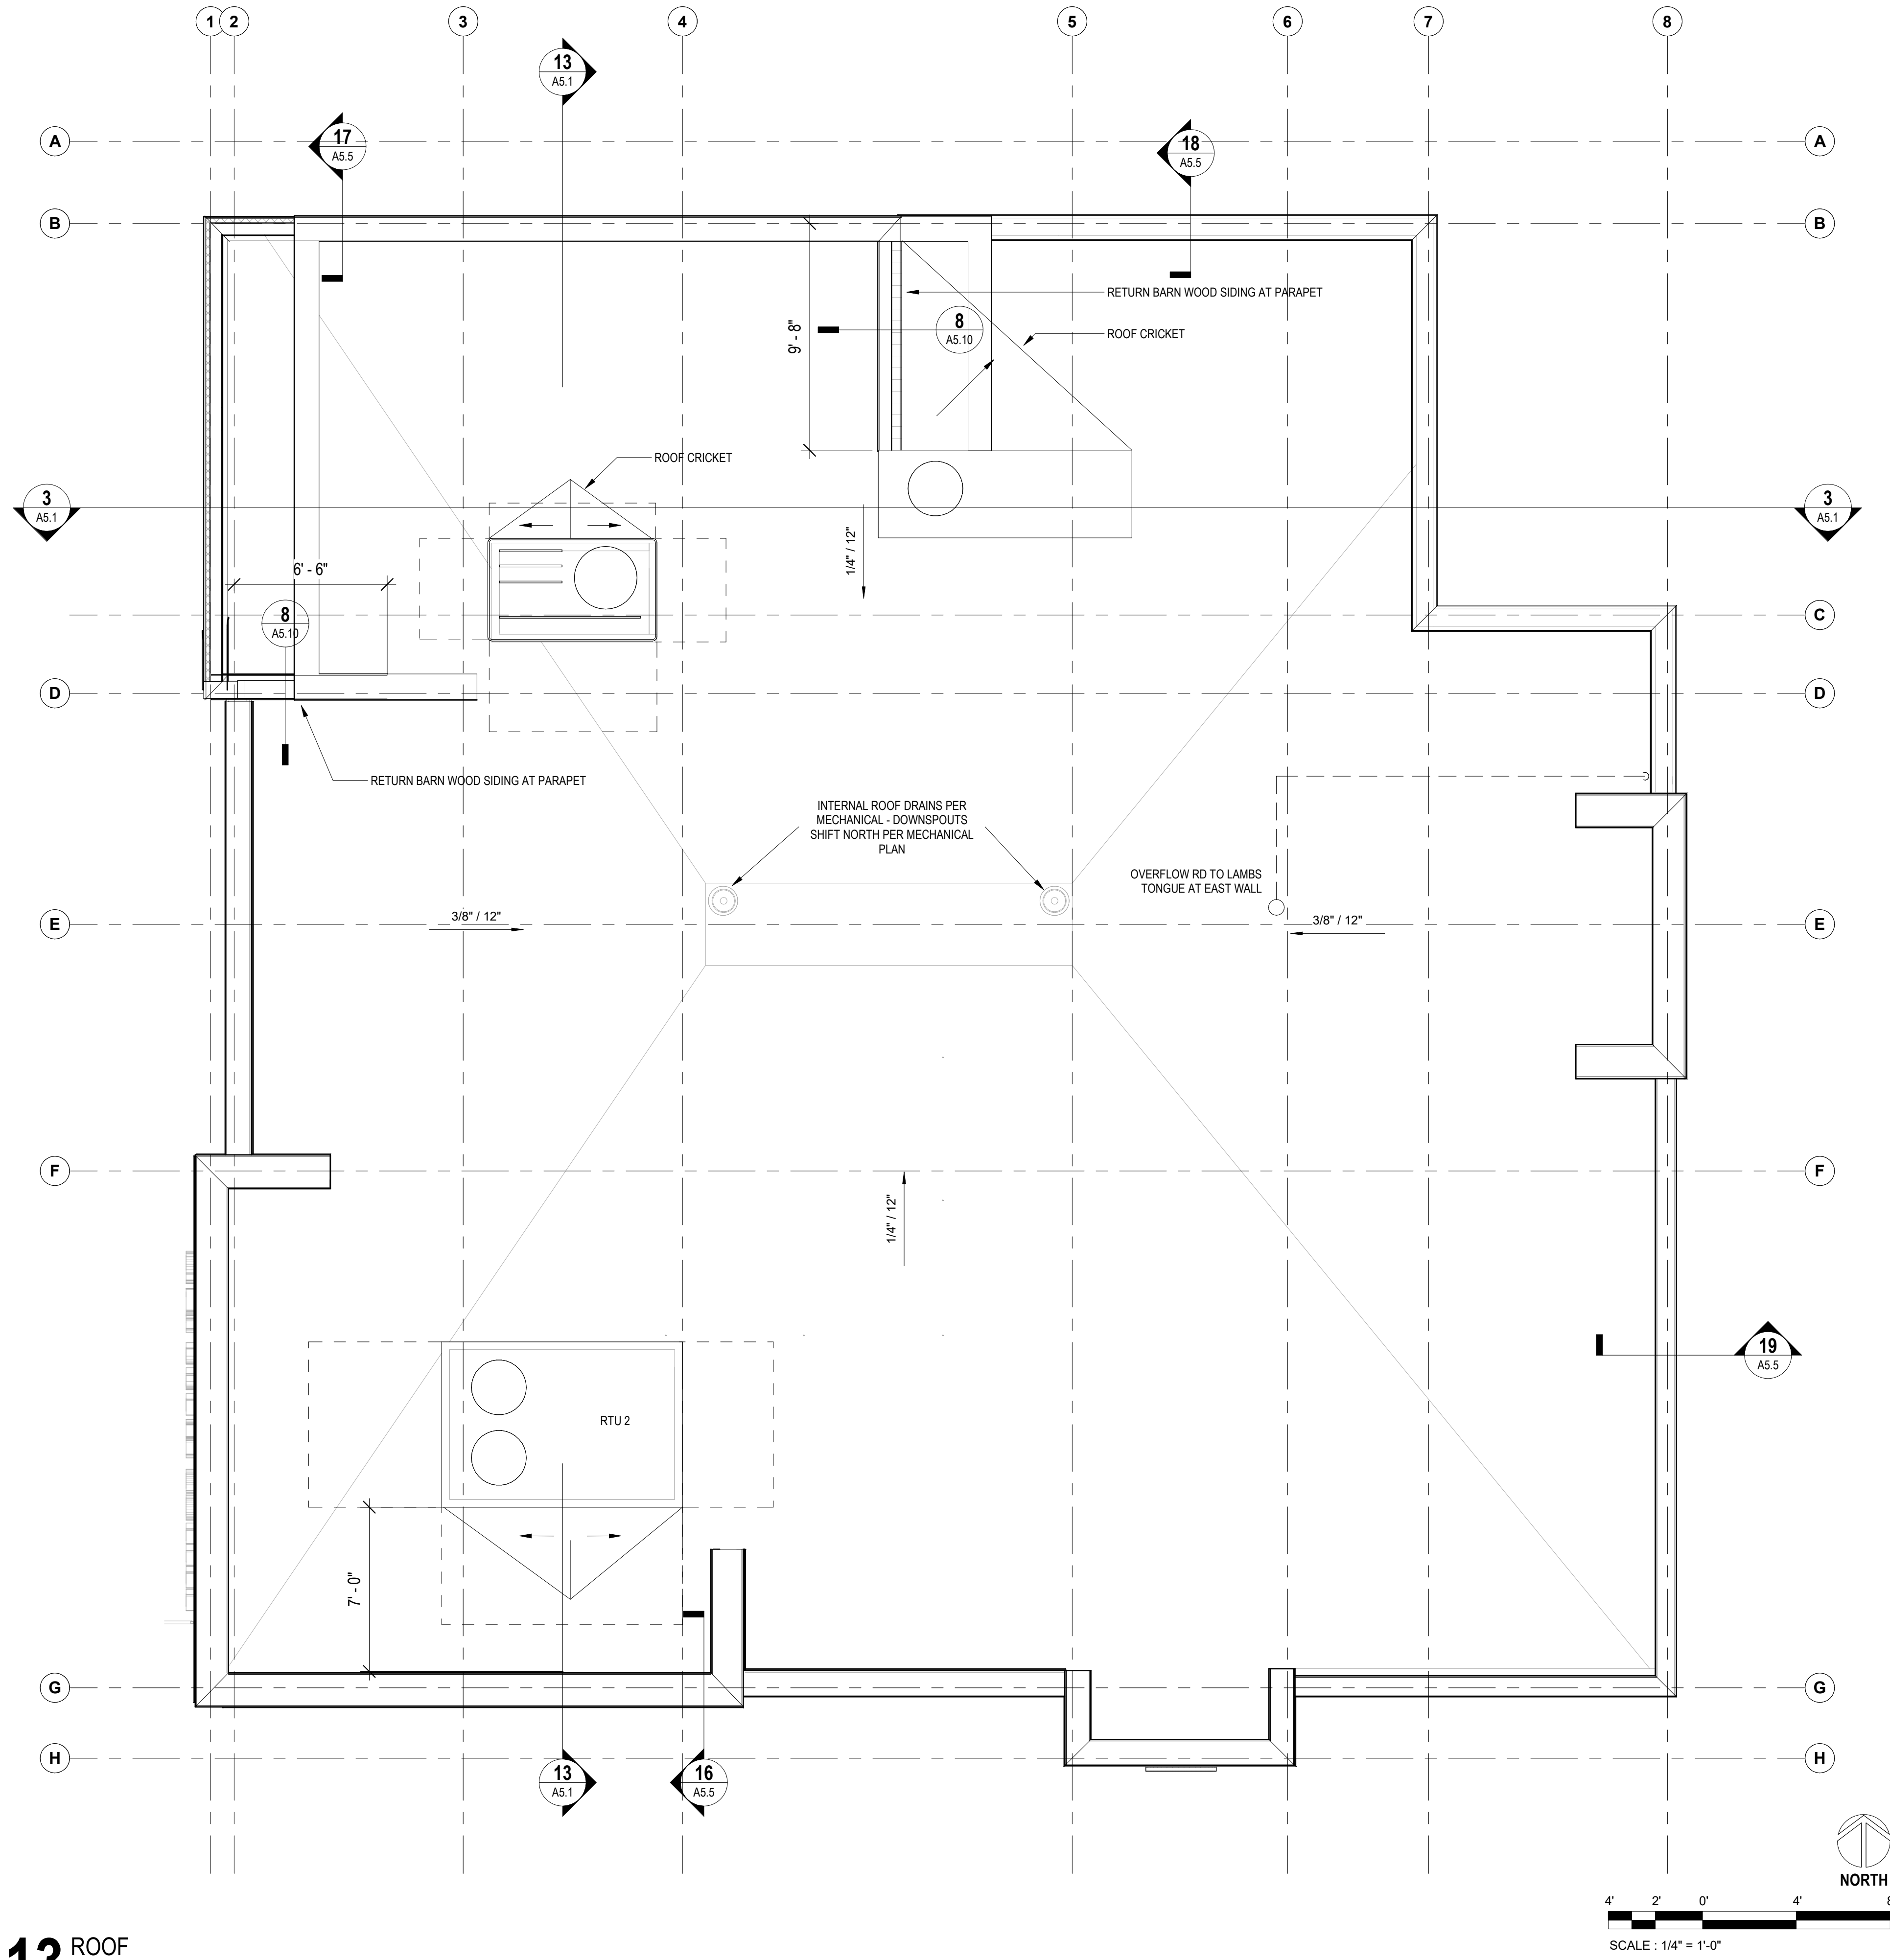 1 2 3 4 5 6 7 8
13
A5.1
A A
17
A5.5
18
A5.5
B B
RETURN BARN WOOD SIDING AT PARAPET
8
A5.10
ROOF CRICKET
9' - 8"
ROOF CRICKET
3
A5.1
3
A5.1
1/4" / 12"
6' - 6"
8
A5.10
C
D D
RETURN BARN WOOD SIDING AT PARAPET
INTERNAL ROOF DRAINS PER
MECHANICAL - DOWNSPOUTS
SHIFT NORTH PER MECHANICAL
PLAN
OVERFLOW RD TO LAMBS
TONGUE AT EAST WALL
3/8" / 12"
3/8" / 12"
E E
F F
1/4" / 12"
19
A5.5
RTU 2
7' - 0"
G G
H H
13
A5.1
16
A5.5
NORTH
4' 2' 0' 4' 8
SCALE : 1/4" = 1'-0"
13 ROOF